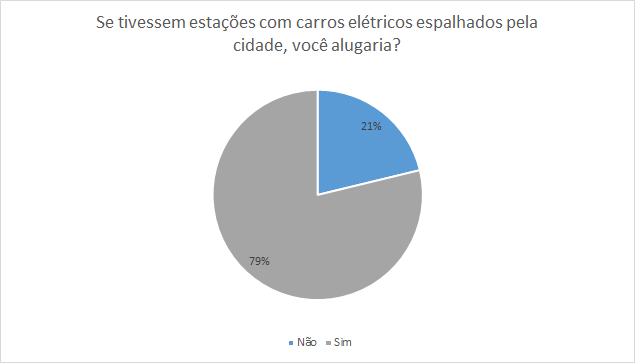 Se tivessem estações com carros elétricos espalhados pela
cidade, você alugaria?
21%
79%
Não Sim